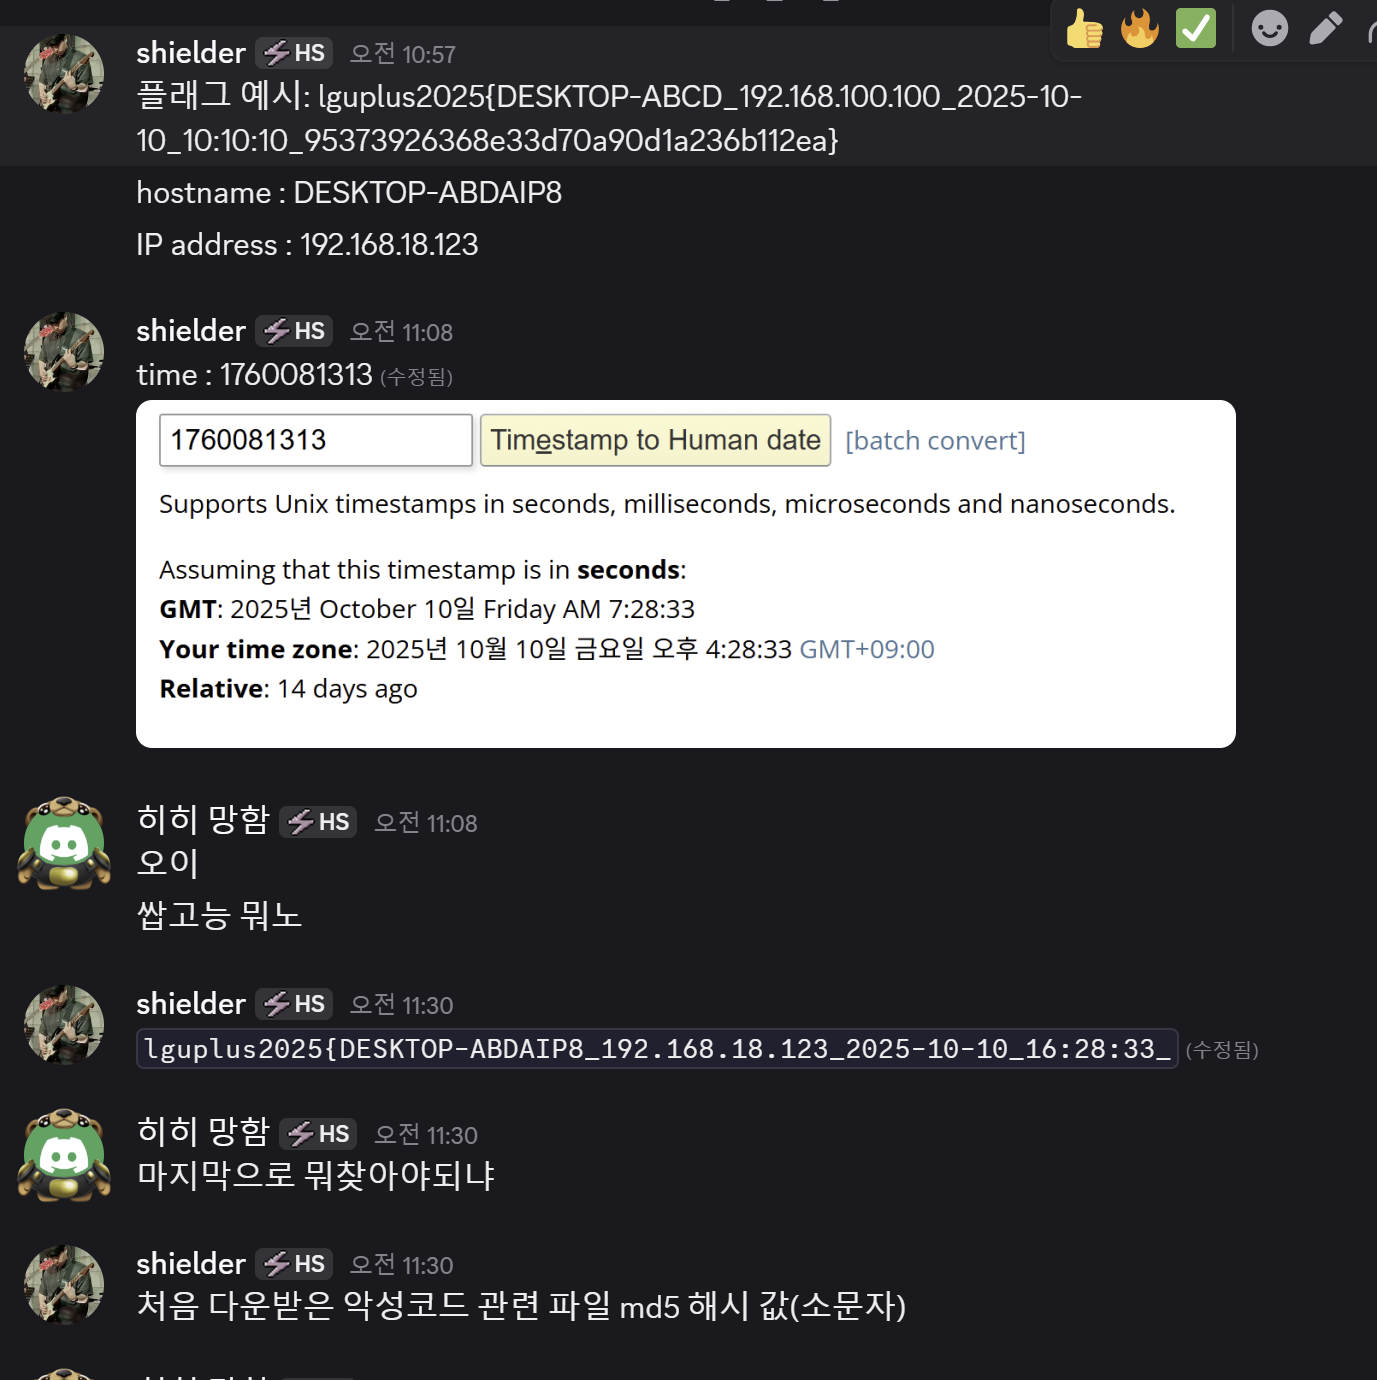 shielder HS 오전 10:57
플래그 예시: lguplus2025{DESKTOP-ABCD_192.168.100.100_2025-10-
10_10:10:10_95373926368e33d70a90d1a236b112ea}
hostname : DESKTOP-ABDAIP8
IP address : 192.168.18.123
shielder HS 오전 11:08
time : 1760081313 (수정됨)
1760081313 Timestamp to Human date [batch convert]
Supports Unix timestamps in seconds, milliseconds, microseconds and nanoseconds.
Assuming that this timestamp is in seconds:
GMT: 2025년 October 10일 Friday AM 7:28:33
Your time zone: 2025년 10월 10일 금요일 오후 4:28:33 GMT+09:00
Relative: 14 days ago
히히 망함 HS 오전 11:08
오이
쌉고능 뭐노
shielder HS 오전 11:30
lguplus2025{DESKTOP-ABDAIP8_192.168.18.123_2025-10-10_16:28:33_ (수정됨)
히히 망함 HS 오전 11:30
마지막으로 뭐찾아야되냐
shielder HS 오전 11:30
처음 다운받은 악성코드 관련 파일 md5 해시 값(소문자)